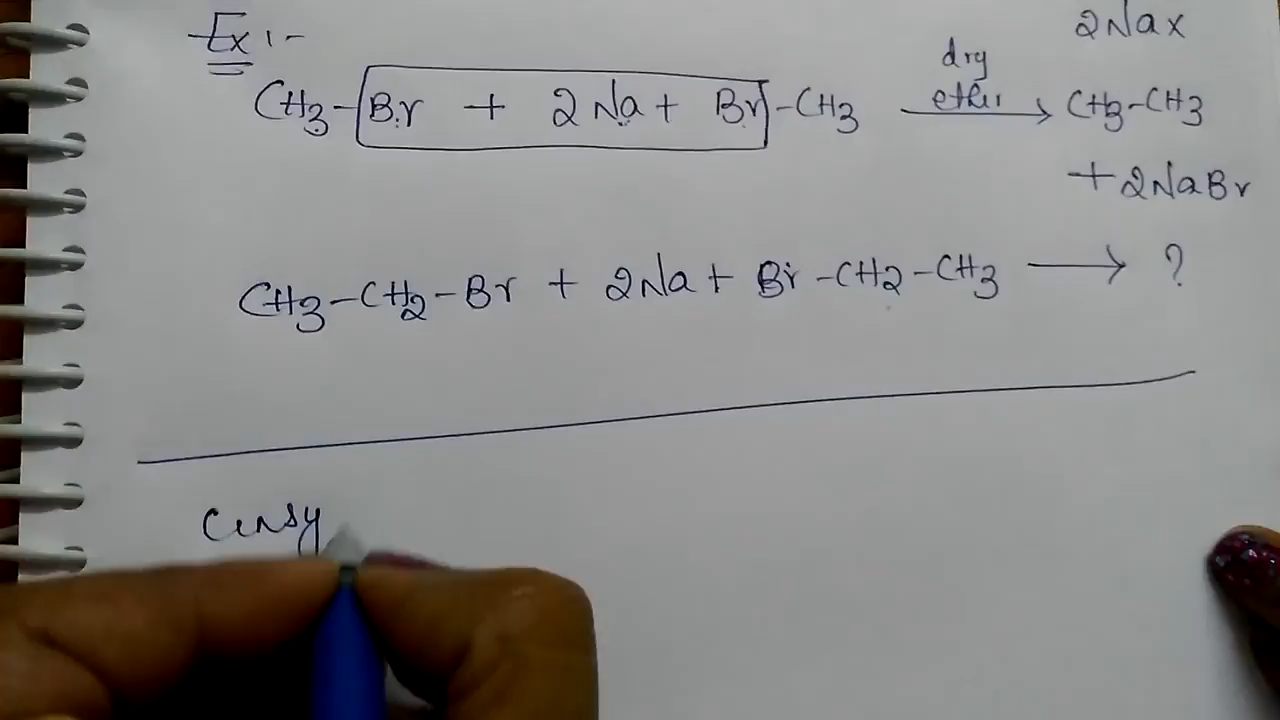 2Nax
Ex :-
CH3-Br + 2Na + Br-CH3 dry ether → CH3-CH3
+ 2NaBr
CH3-CH2-Br + 2Na + Br-CH2-CH3 → ?